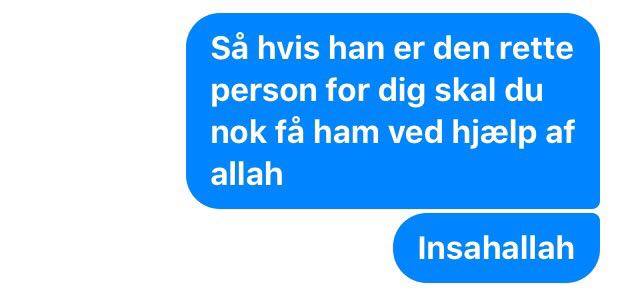 Så hvis han er den rette
person for dig skal du
nok få ham ved hjælp af
allah
Insahallah